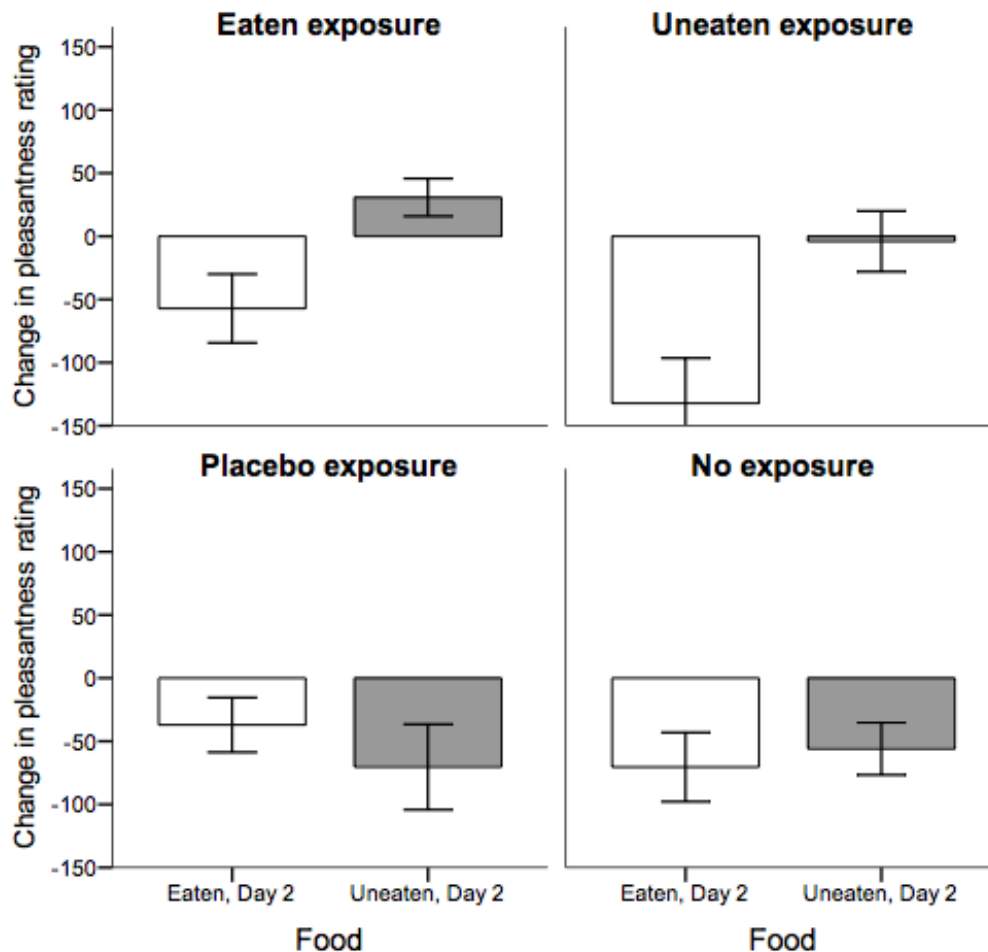 Eaten exposure
Uneaten exposure
Change in pleasantness rating
150
100
50
0
-50
-100
-150
Placebo exposure
No exposure
Change in pleasantness rating
150
100
50
0
-50
-100
-150
Eaten, Day 2
Uneaten, Day 2
Eaten, Day 2
Uneaten, Day 2
Food
Food